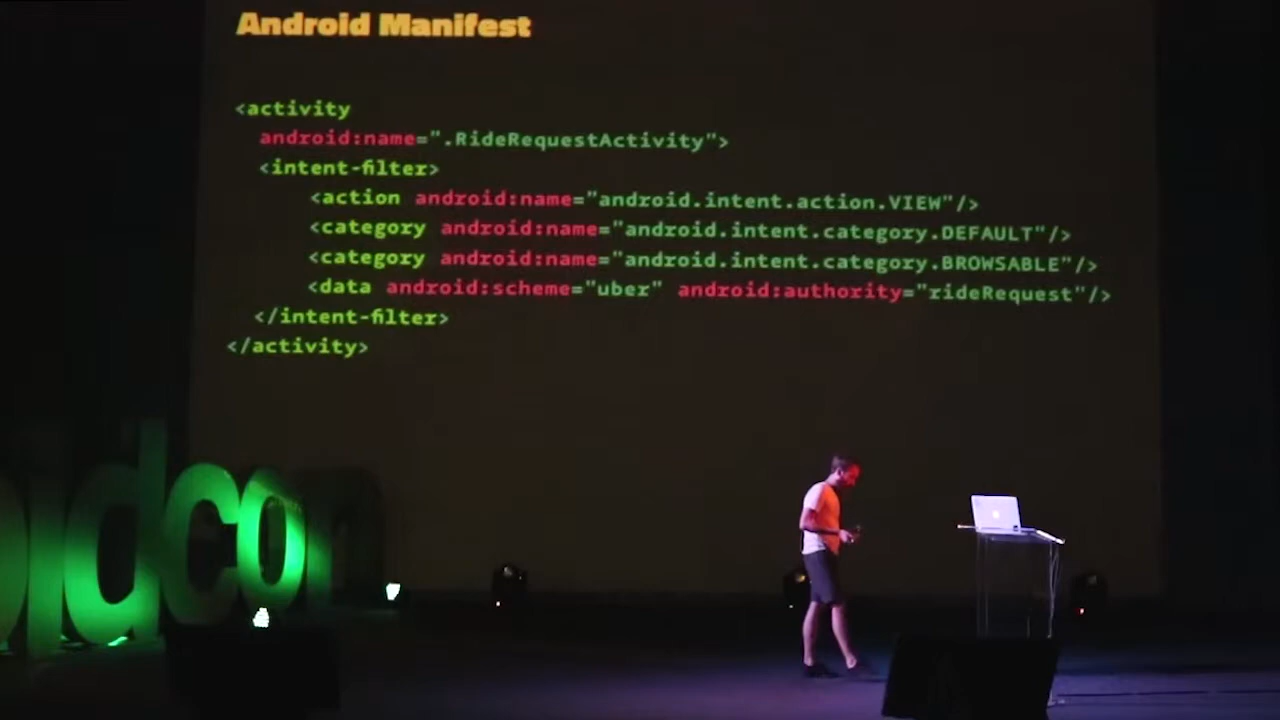 Android Manifest
<activity
android:name=".RideRequestActivity">
<intent-filter>
<action android:name="android.intent.action.VIEW"/>
<category android:name="android.intent.category.DEFAULT"/>
<category android:name="android.intent.category.BROWSABLE"/>
<data android:scheme="uber" android:authority="rideRequest"/>
</intent-filter>
</activity>
idcon